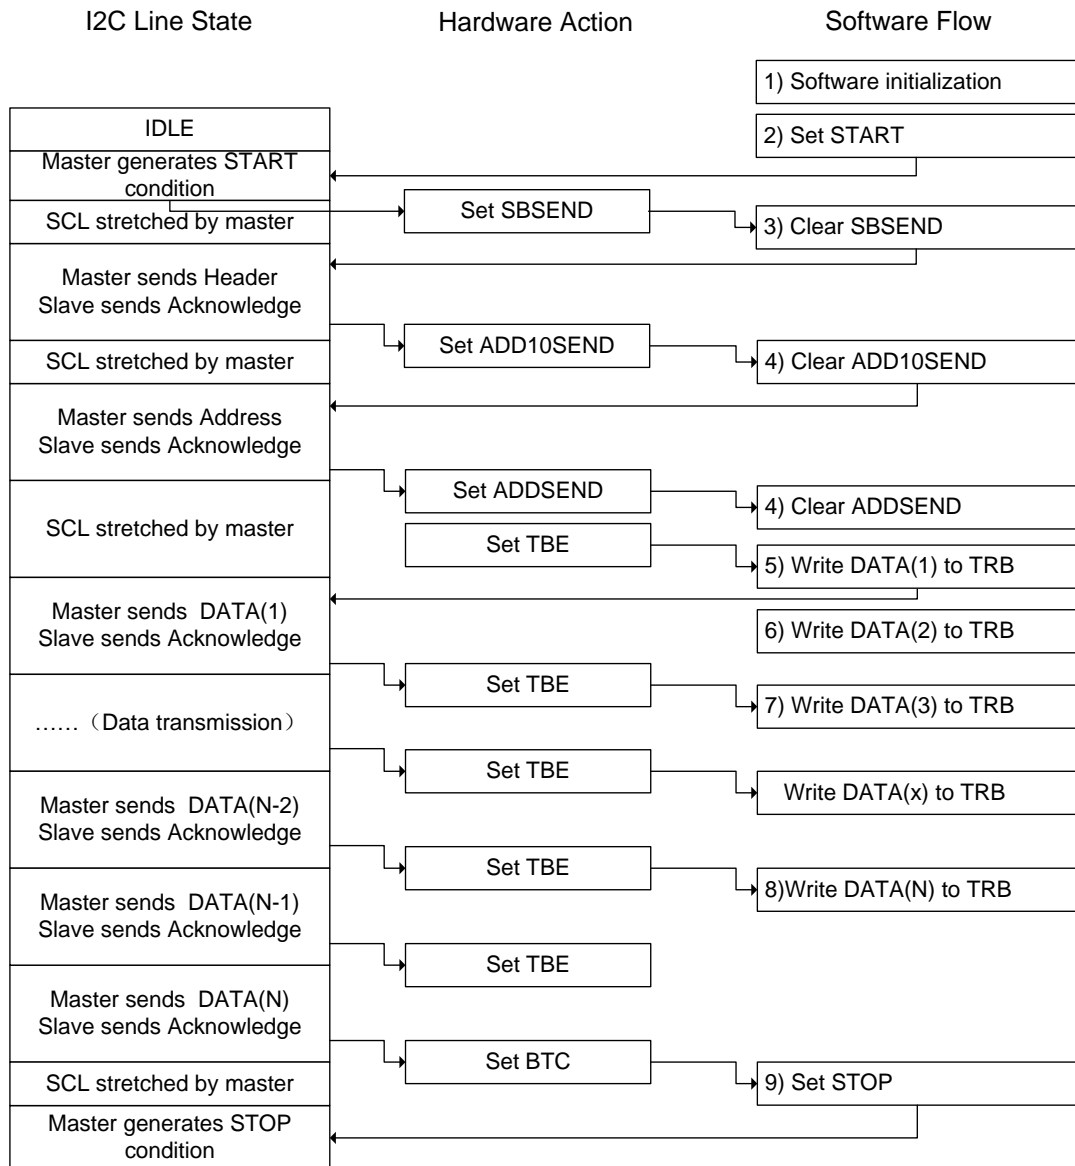 I2C Line State
Hardware Action
Software Flow
1) Software initialization
IDLE
2) Set START
Master generates START
condition
Set SBSEND
SCL stretched by master
3) Clear SBSEND
Master sends Header
Slave sends Acknowledge
Set ADD10SEND
SCL stretched by master
4) Clear ADD10SEND
Master sends Address
Slave sends Acknowledge
Set ADDSEND
4) Clear ADDSEND
SCL stretched by master
Set TBE
5) Write DATA(1) to TRB
Master sends DATA(1)
Slave sends Acknowledge
6) Write DATA(2) to TRB
Set TBE
7) Write DATA(3) to TRB
……（Data transmission）
Set TBE
Write DATA(x) to TRB
Master sends DATA(N-2)
Slave sends Acknowledge
Set TBE
8)Write DATA(N) to TRB
Master sends DATA(N-1)
Slave sends Acknowledge
Set TBE
Master sends DATA(N)
Slave sends Acknowledge
Set BTC
SCL stretched by master
9) Set STOP
Master generates STOP
condition